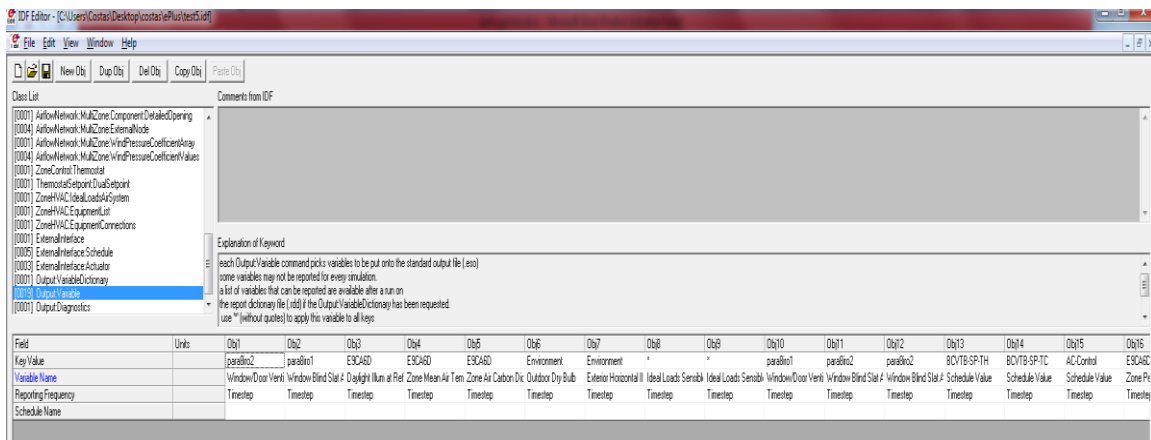 IDF Editor - [C:\Users\Costas\Desktop\costas\ePlus\test5.idf]
File Edit View Window Help
New Obj Dup Obj Del Obj Copy Obj Paste Obj
Class List
Comments from IDF
[0001] AirflowNetwork:MultiZone:Component:DetailedOpening
[0004] AirflowNetwork:MultiZone:ExternalNode
[0001] AirflowNetwork:MultiZone:WindPressureCoefficientArray
[0004] AirflowNetwork:MultiZone:WindPressureCoefficientValues
[0001] ZoneControl:Thermostat
[0001] ThermostatSetpoint:DualSetpoint
[0001] ZoneHVAC:IdealLoadsAirSystem
[0001] ZoneHVAC:EquipmentList
[0001] ZoneHVAC:EquipmentConnections
[0001] ExternalInterface
[0005] ExternalInterface:Schedule
[0003] ExternalInterface:Actuator
[0001] Output:VariableDictionary
[0019] Output:Variable
[0001] Output:Diagnostics
Explanation of Keyword
each Output:Variable command picks variables to be put onto the standard output file (.eso)
some variables may not be reported for every simulation.
a list of variables that can be reported are available after a run on
the report dictionary file (.rdd) if the Output:VariableDictionary has been requested.
use '*' (without quotes) to apply this variable to all keys
Field Units Obj1 Obj2 Obj3 Obj4 Obj5 Obj6 Obj7 Obj8 Obj9 Obj10 Obj11 Obj12 Obj13 Obj14 Obj15 Obj16
Key Value para8iro2 para8iro1 E9CA6D E9CA6D E9CA6D Environment Environment * * para8iro1 para8iro2 para8iro2 BCVTB-SP-TH BCVTB-SP-TC AC-Control E9CA6D
Variable Name Window/Door Venti Window Blind Slat A Daylight Illum at Ref Zone Mean Air Tem Zone Air Carbon Dic Outdoor Dry Bulb Exterior Horizontal Il Ideal Loads Sensibl Ideal Loads Sensibl Window/Door Venti Window Blind Slat A Window Blind Slat A Schedule Value Schedule Value Schedule Value Zone Pe
Reporting Frequency Timestep Timestep Timestep Timestep Timestep Timestep Timestep Timestep Timestep Timestep Timestep Timestep Timestep Timestep Timestep Timestep
Schedule Name